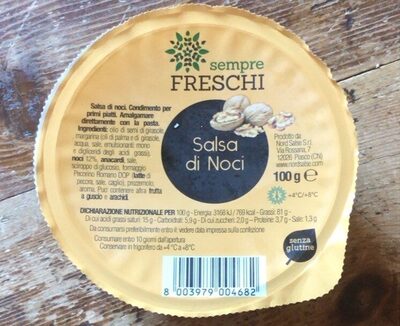 sempre
FRESCHI
Salsa di noci. Condimento per
primi piatti. Amalgamare
direttamente con la pasta.
Ingredienti: olio di semi di girasole,
margarina (oli di palma e di girasole,
acqua, sale, emulsionanti mono
e digliceridi degli acidi grassi),
noci 12%, anacardi, sale,
sciroppo di glucosio, formaggio
Pecorino Romano DOP (latte di
pecora, sale, caglio), prezzemolo,
aroma. Puo' contenere altra frutta
a guscio e arachidi.
Salsa
di Noci
Prodotto da
Nord Salse S.r.l
Via Rossana, 7
12026 Piasco (CN)
www.nordsalse.com
100 g e
+4°C/+8°C
DICHIARAZIONE NUTRIZIONALE PER 100 g - Energia: 3168 kJ / 769 kcal - Grassi: 81 g -
Di cui acidi grassi saturi: 15 g - Carboidrati: 5,9 g - Di cui zuccheri: 2,0 g - Proteine: 3,7 g - Sale: 1,3 g
Da consumarsi preferibilmente entro il: vedere data impressa sulla confezione
Consumare entro 10 giorni dall'apertura
Conservare in frigorifero da +4 °C a +8°C
senza
glutine
8 003979 004682